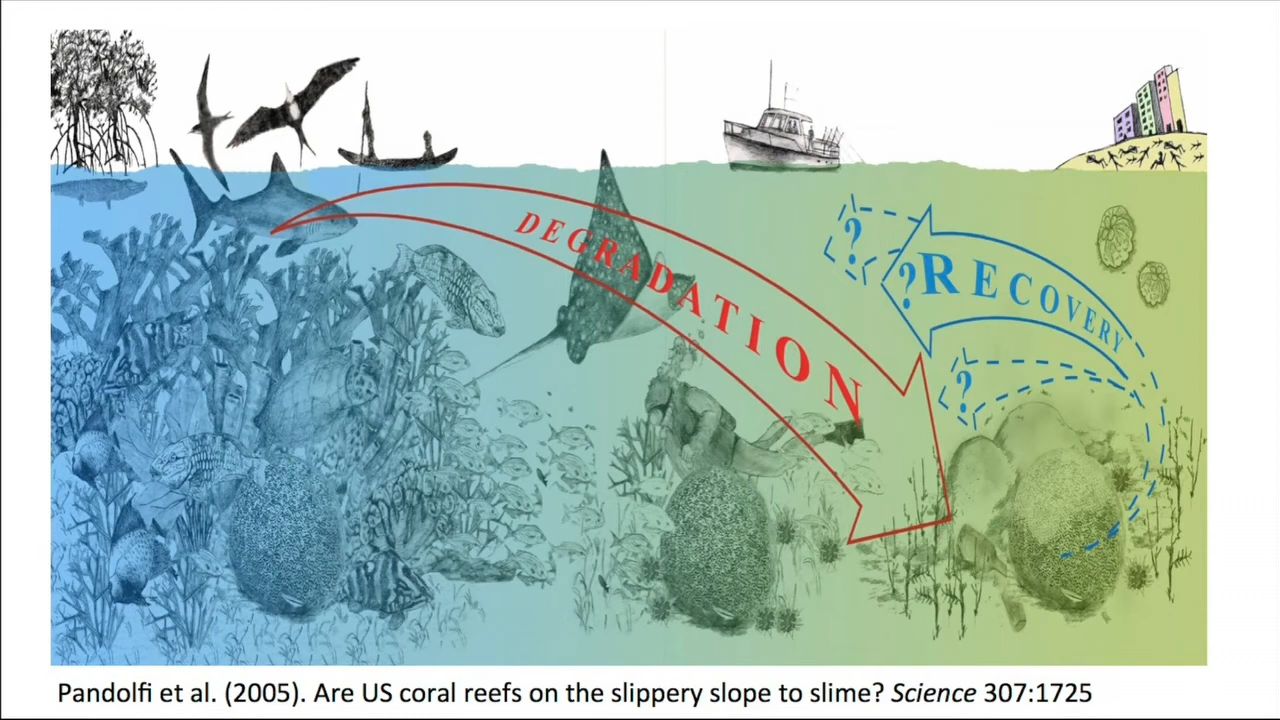 DEGRADATION
?
? RECOVERY
?
Pandolfi et al. (2005). Are US coral reefs on the slippery slope to slime? Science 307:1725